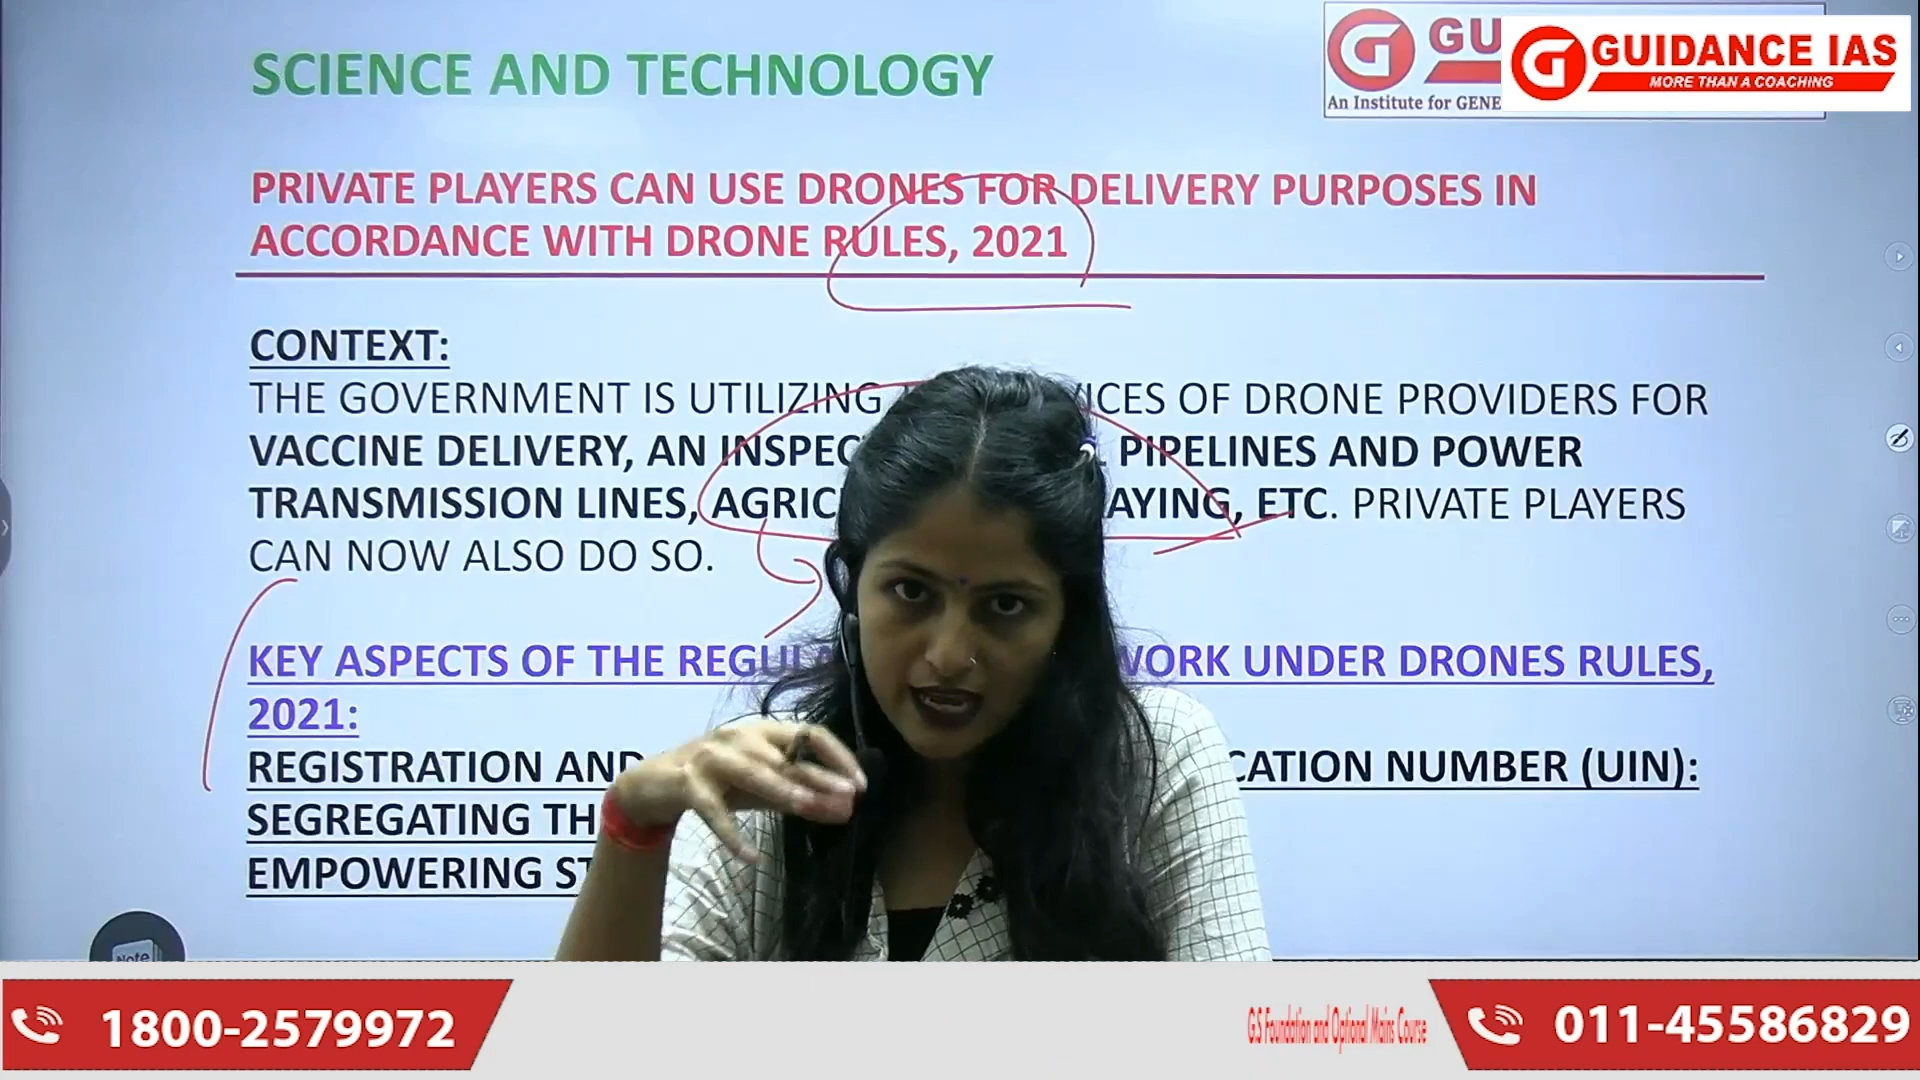 SCIENCE AND TECHNOLOGY
GU
An Institute for GENE
GUIDANCE IAS
MORE THAN A COACHING
PRIVATE PLAYERS CAN USE DRONES FOR DELIVERY PURPOSES IN
ACCORDANCE WITH DRONE RULES, 2021
CONTEXT:
THE GOVERNMENT IS UTILIZING VICES OF DRONE PROVIDERS FOR
VACCINE DELIVERY, AN INSPEC PIPELINES AND POWER
TRANSMISSION LINES, AGRIC AYING, ETC. PRIVATE PLAYERS
CAN NOW ALSO DO SO.
KEY ASPECTS OF THE REGULA WORK UNDER DRONES RULES,
2021:
REGISTRATION AND CATION NUMBER (UIN):
SEGREGATING TH
EMPOWERING ST
Note
1800-2579972
GS Foundation and Optional Mains Course
011-45586829